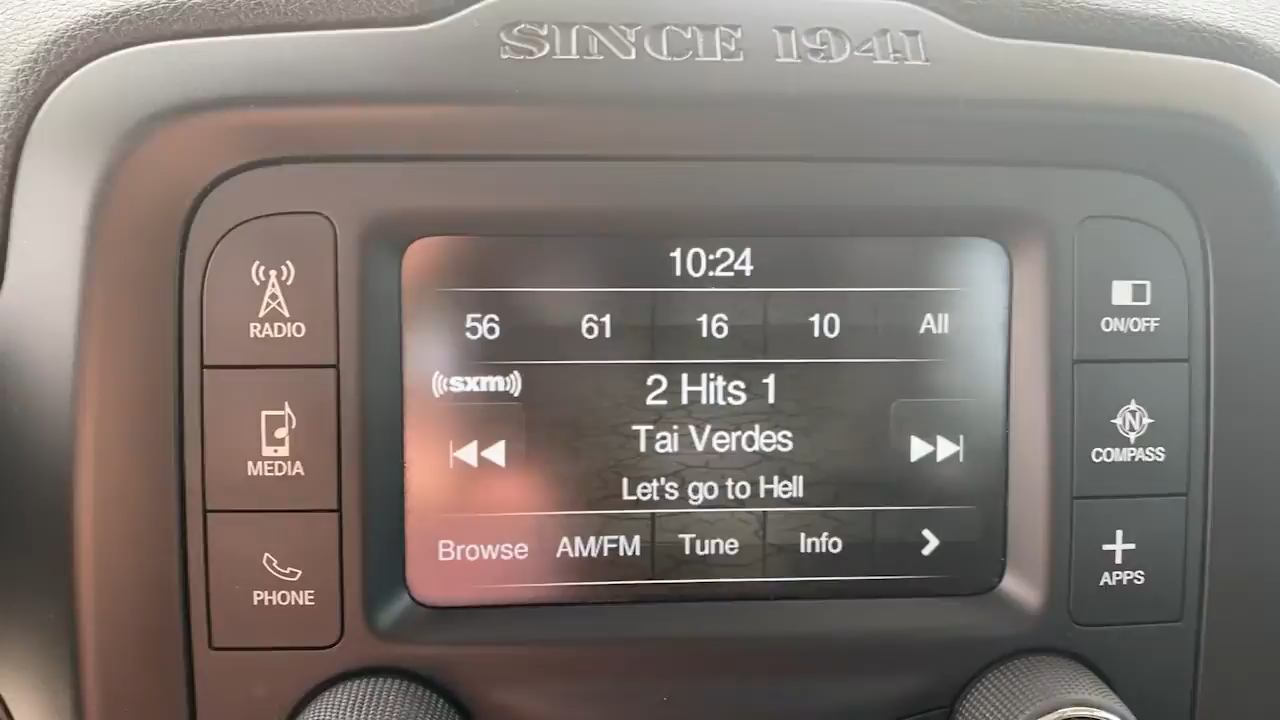 SINCE 1941
RADIO
MEDIA
PHONE
10:24
56 61 16 10 All
((sxm))
2 Hits 1
Tai Verdes
Let's go to Hell
Browse AM/FM Tune Info
ON/OFF
N
COMPASS
APPS